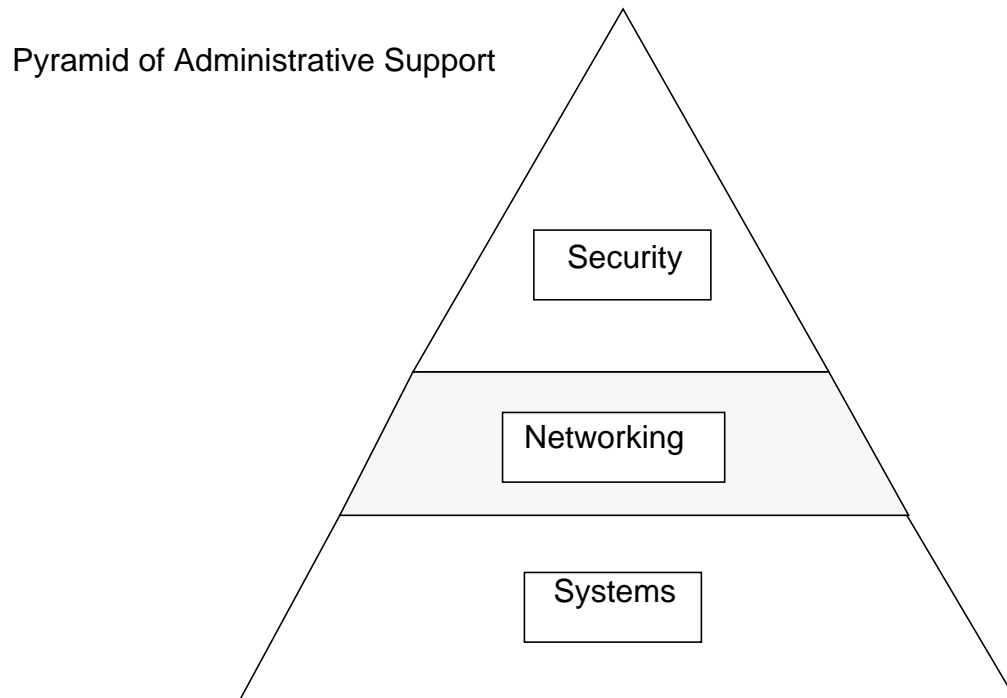 Pyramid of Administrative Support
Security
Networking
Systems